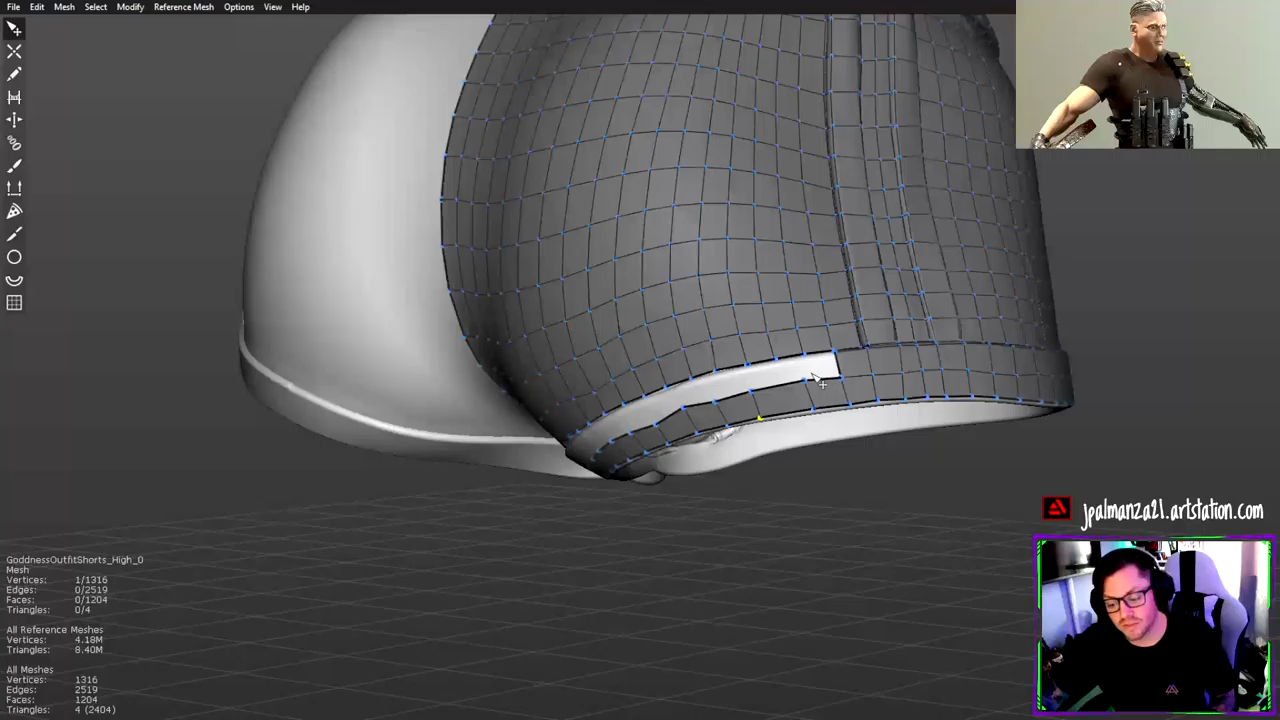 File Edit Mesh Select Modify Reference Mesh Options View Help
jpalmanza21.artstation.com
GoddnessOutfitShorts_High_0
Mesh
Vertices: 1/1316
Edges: 0/2519
Faces: 0/1204
Triangles: 0/4
All Reference Meshes
Vertices: 4.18M
Triangles: 8.40M
All Meshes
Vertices: 1316
Edges: 2519
Faces: 1204
Triangles: 4 (2404)